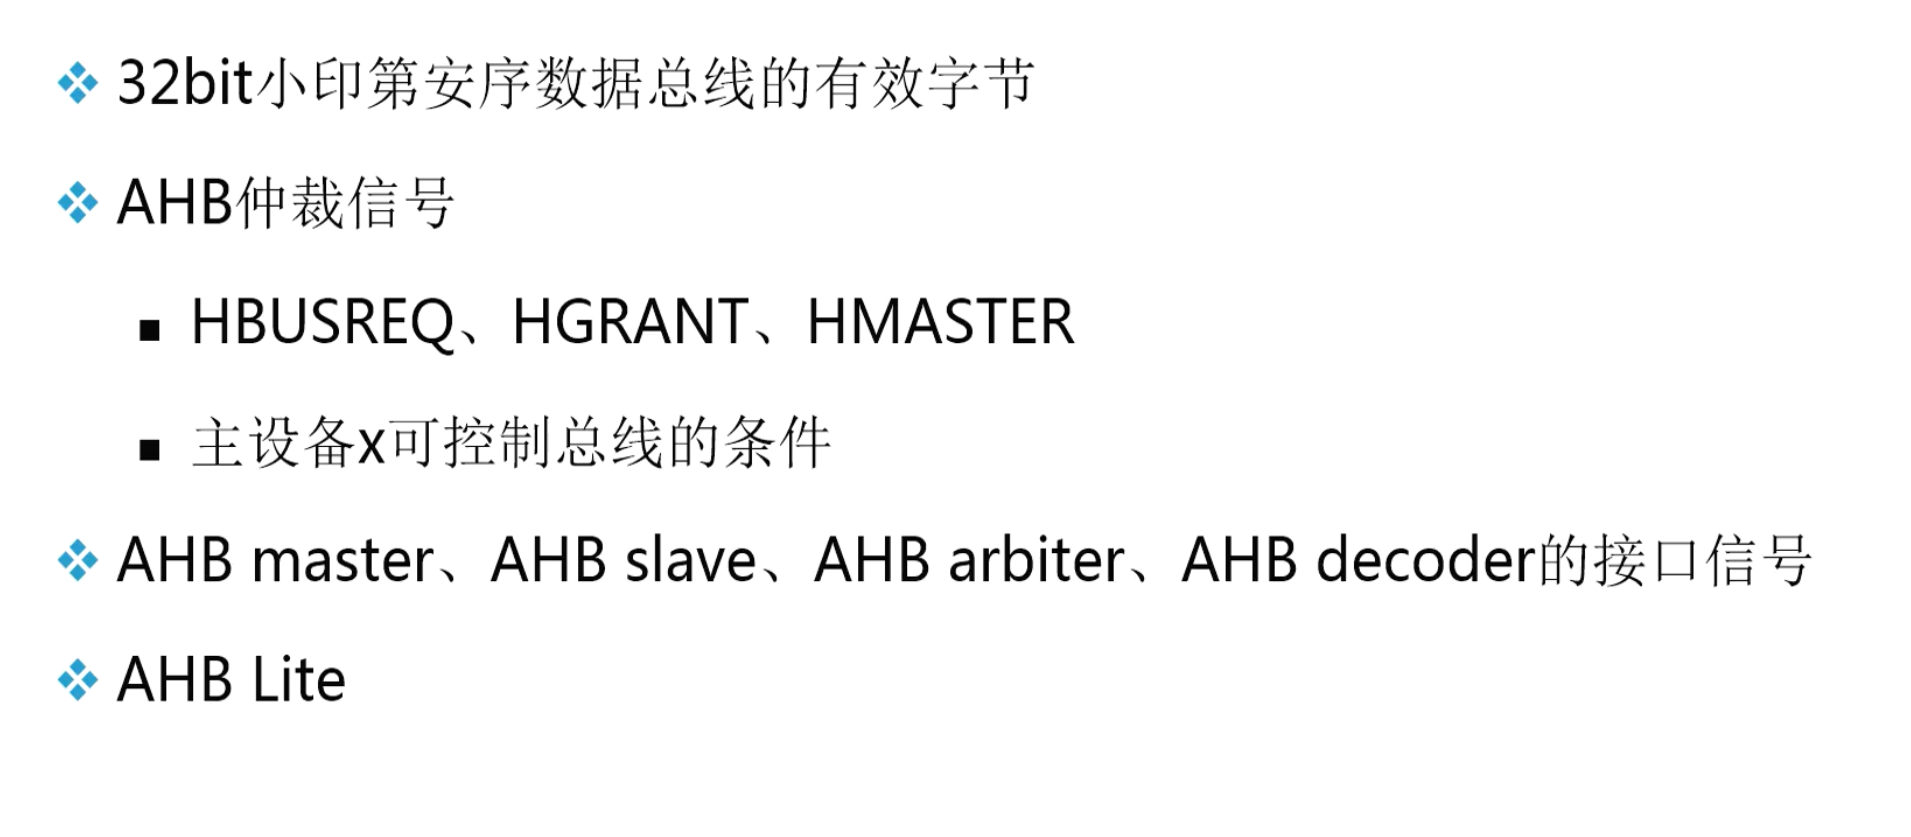 32bit小印第安序数据总线的有效字节
AHB仲裁信号
HBUSREQ、HGRANT、HMASTER
主设备x可控制总线的条件
AHB master、AHB slave、AHB arbiter、AHB decoder的接口信号
AHB Lite